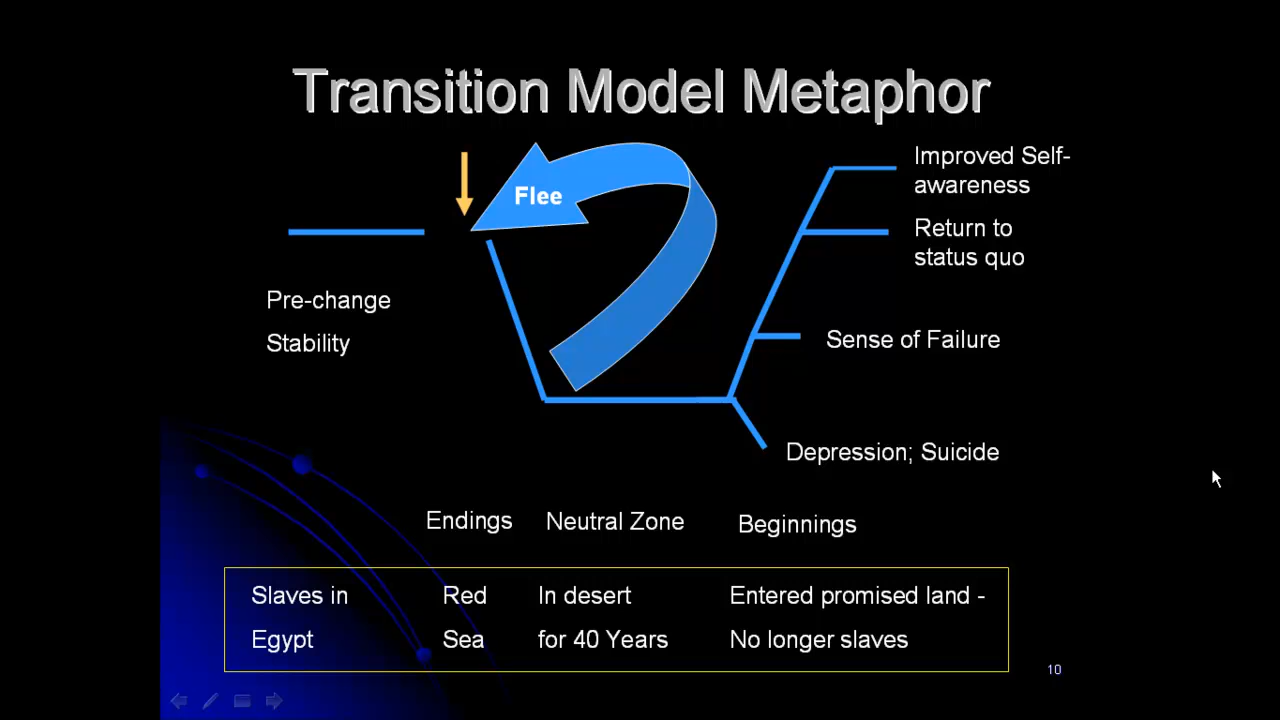 Transition Model Metaphor
Flee
Improved Self-
awareness
Return to
status quo
Pre-change
Stability
Sense of Failure
Depression; Suicide
Endings
Neutral Zone
Beginnings
Slaves in
Egypt
Red
Sea
In desert
for 40 Years
Entered promised land -
No longer slaves
10